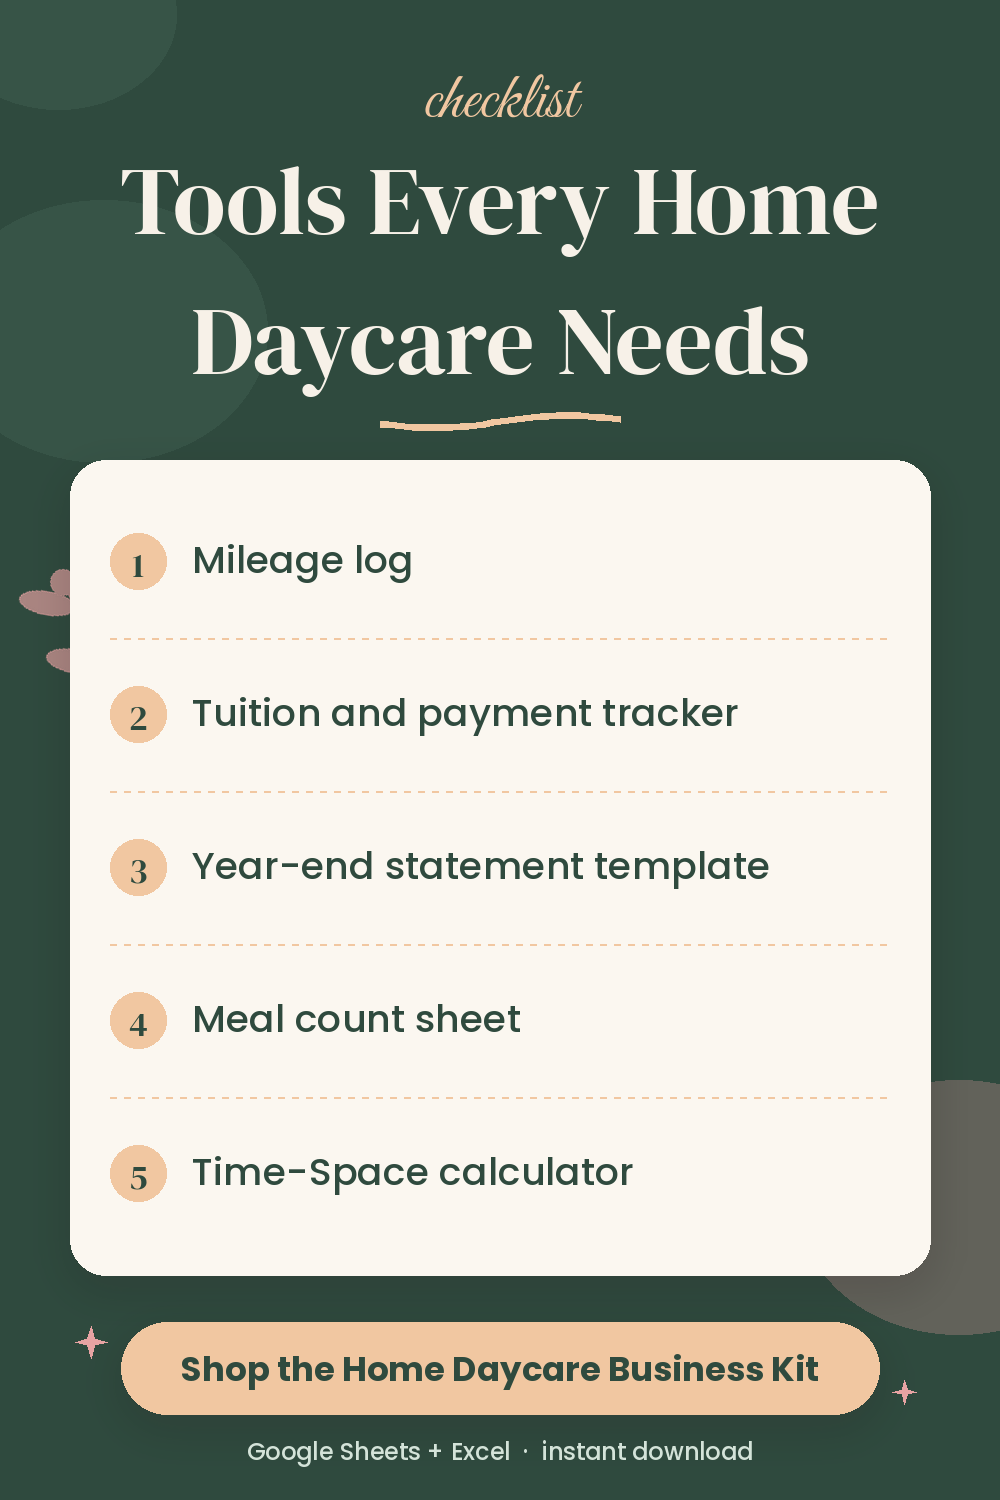 checklist
Tools Every Home
Daycare Needs
1 Mileage log
2 Tuition and payment tracker
3 Year-end statement template
4 Meal count sheet
5 Time-Space calculator
Shop the Home Daycare Business Kit
Google Sheets + Excel · instant download